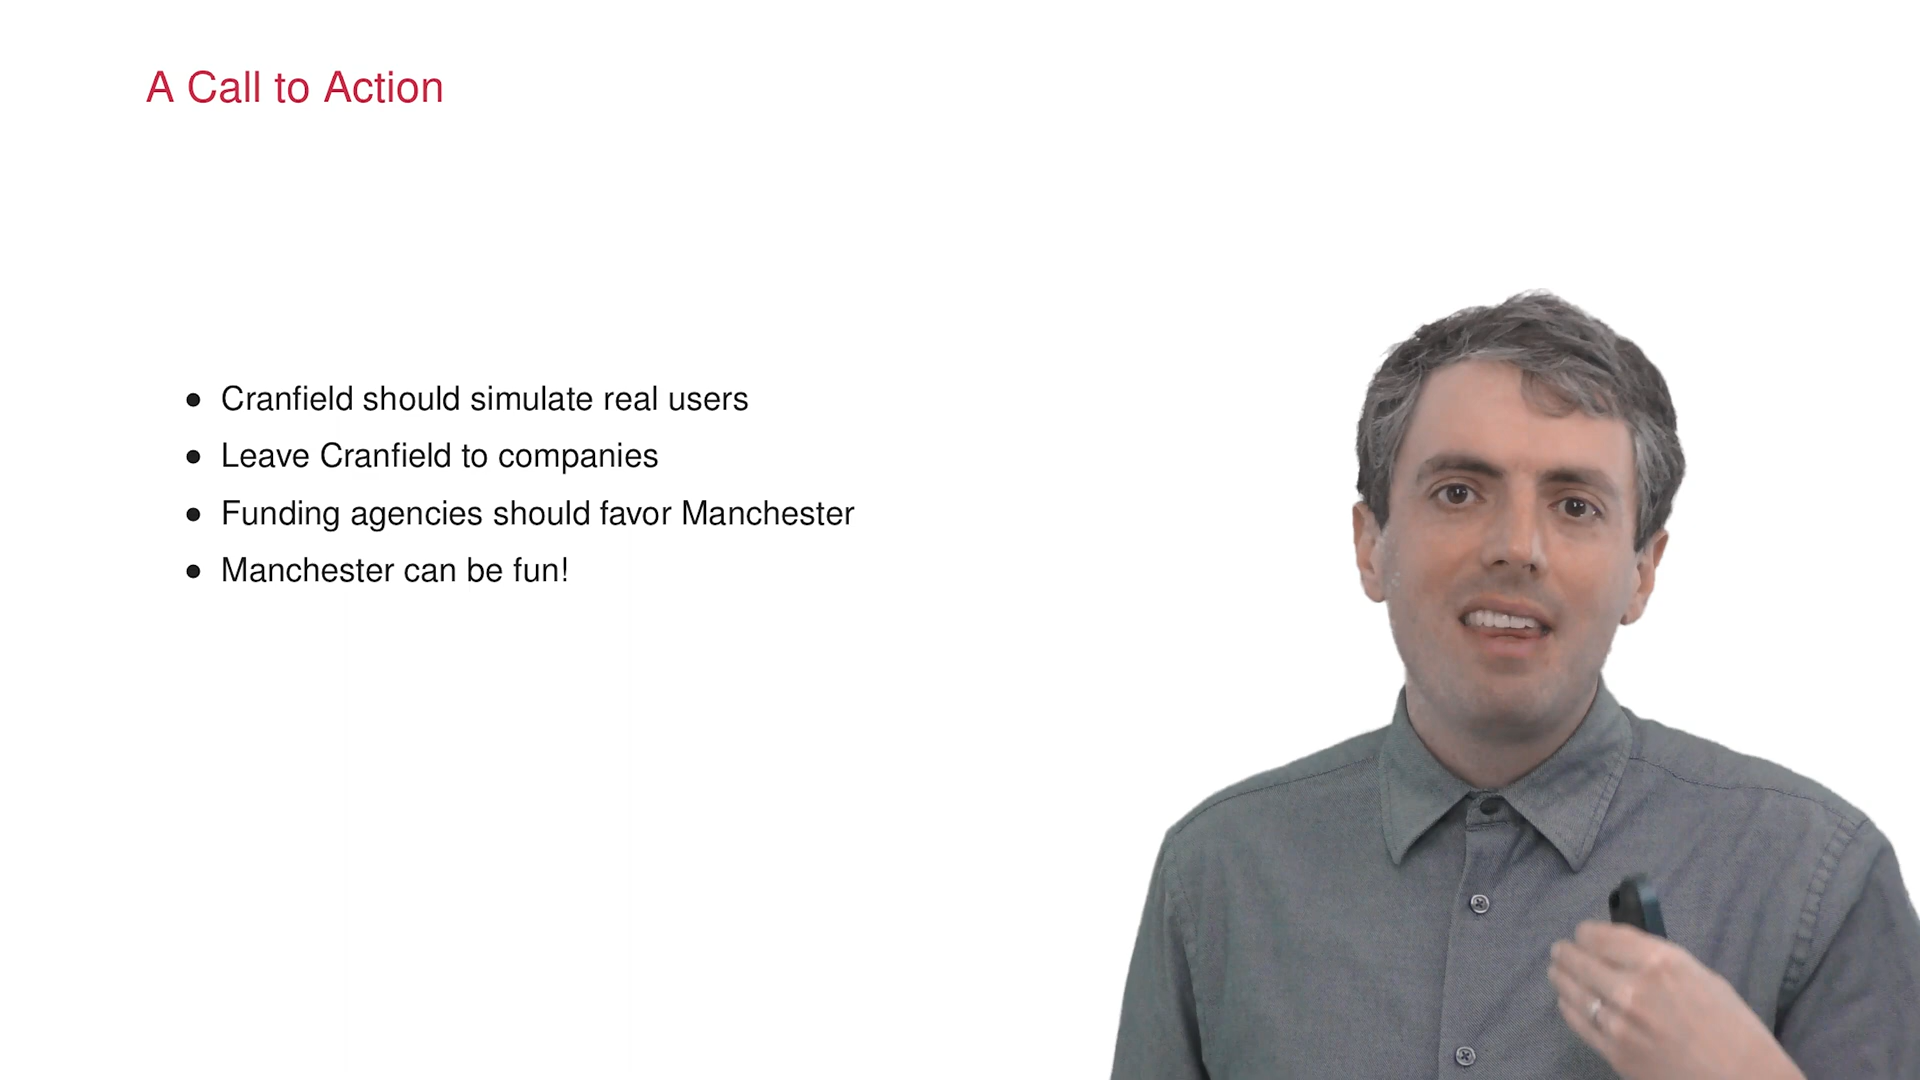 A Call to Action
• Cranfield should simulate real users
• Leave Cranfield to companies
• Funding agencies should favor Manchester
• Manchester can be fun!